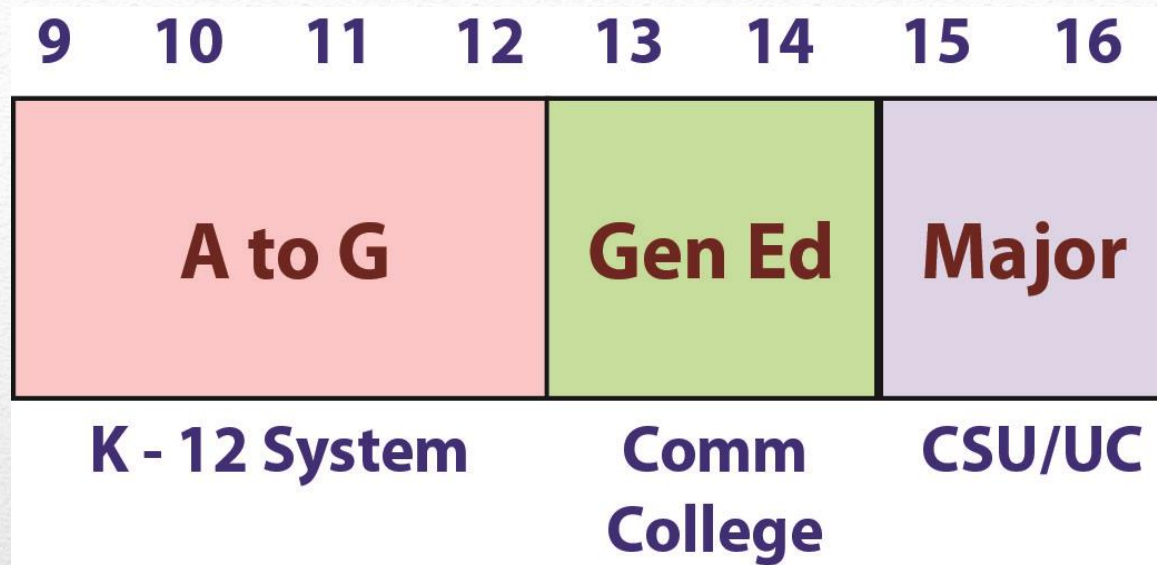 9 10 11 12 13 14 15 16
A to G Gen Ed Major
K - 12 System Comm College CSU/UC